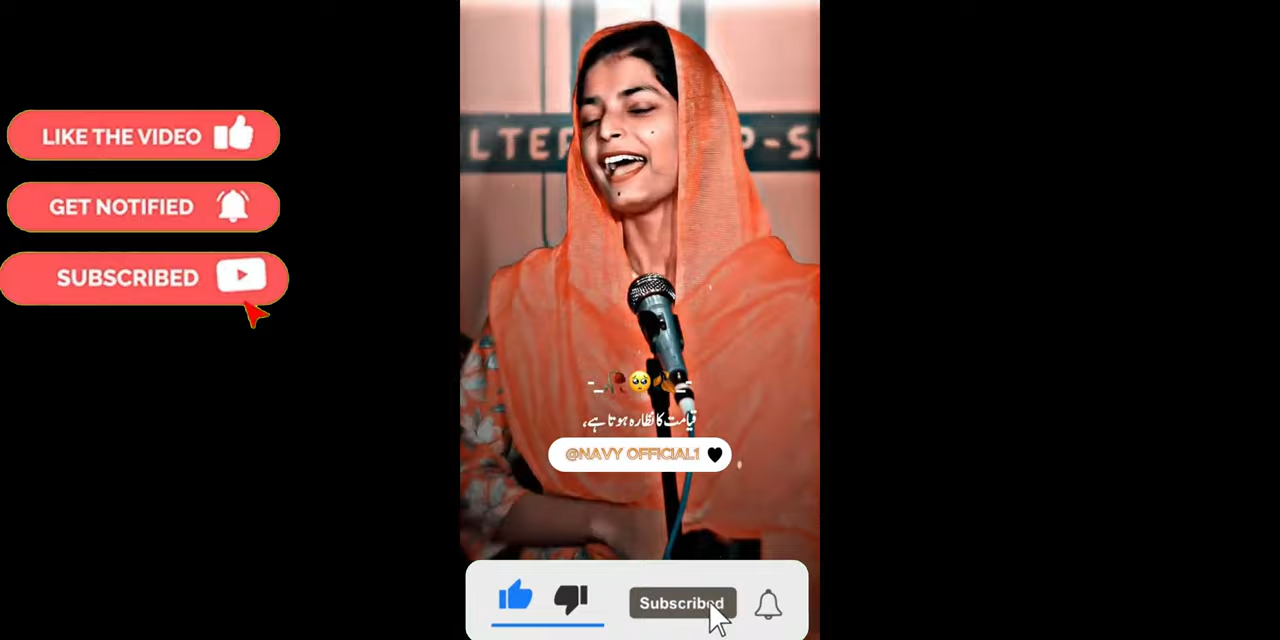 LIKE THE VIDEO
GET NOTIFIED
SUBSCRIBED
LTER
P-S
-_🥀🥺🍂_-
قیامت کا نظارہ ہوتا ہے،
@NAVY OFFICIAL1 🖤
Subscribed